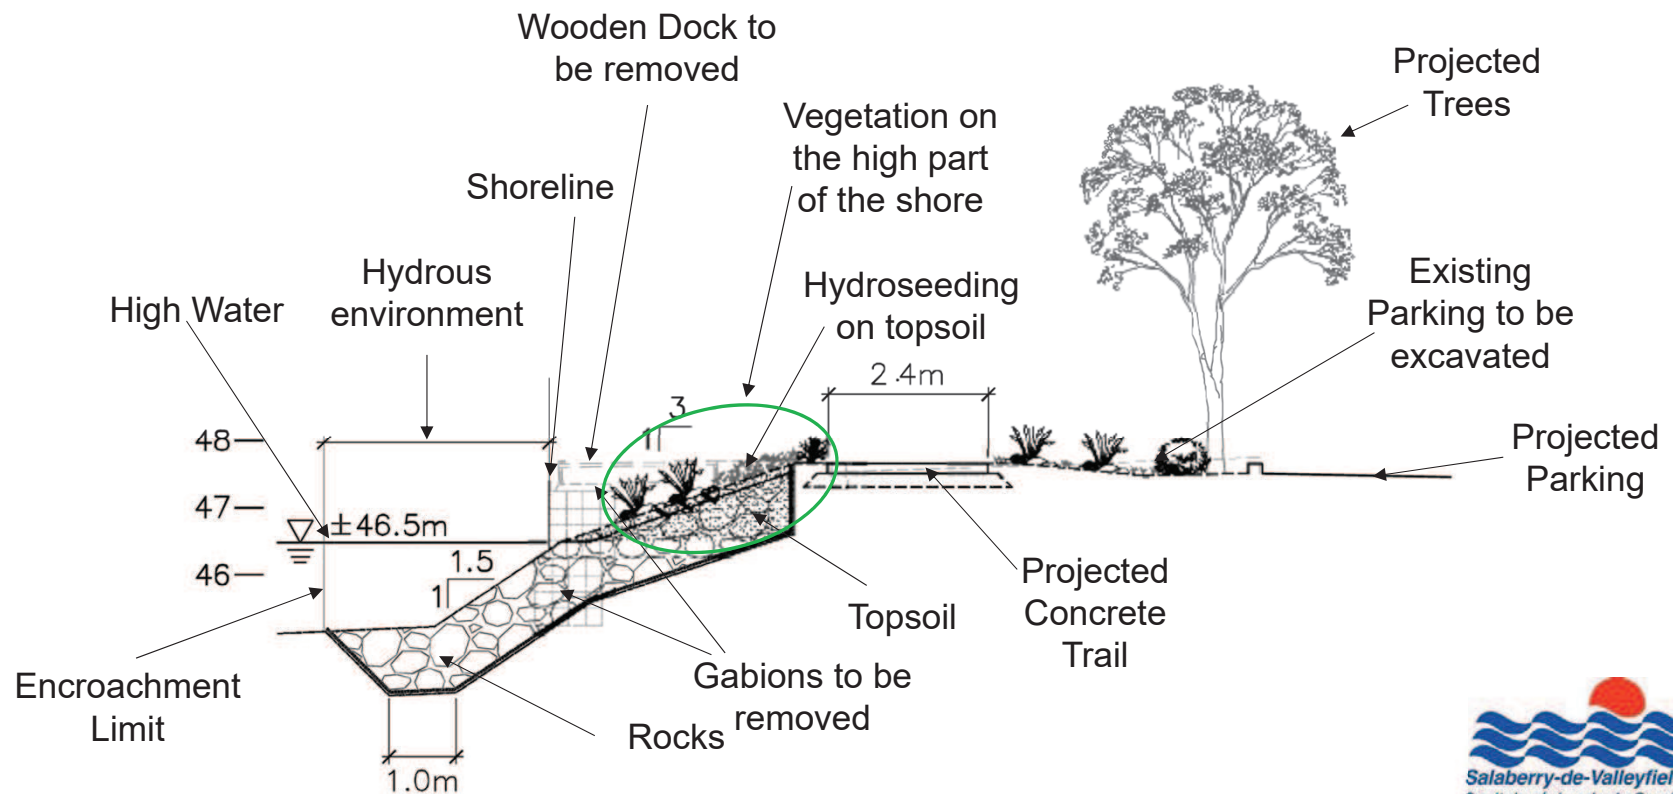 Wooden Dock to
be removed
Projected
Trees
Vegetation on
the high part
of the shore
Shoreline
Hydrous
environment
High Water
Hydroseeding
on topsoil
Existing
Parking to be
excavated
2.4m
3
1
48
47
46
±46.5m
1.5
1
Projected
Parking
Projected
Concrete
Trail
Topsoil
Gabions to be
removed
Encroachment
Limit
Rocks
1.0m
Salaberry-de-Valleyfiel